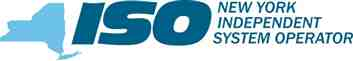 ISO
NEW YORK
INDEPENDENT
SYSTEM OPERATOR